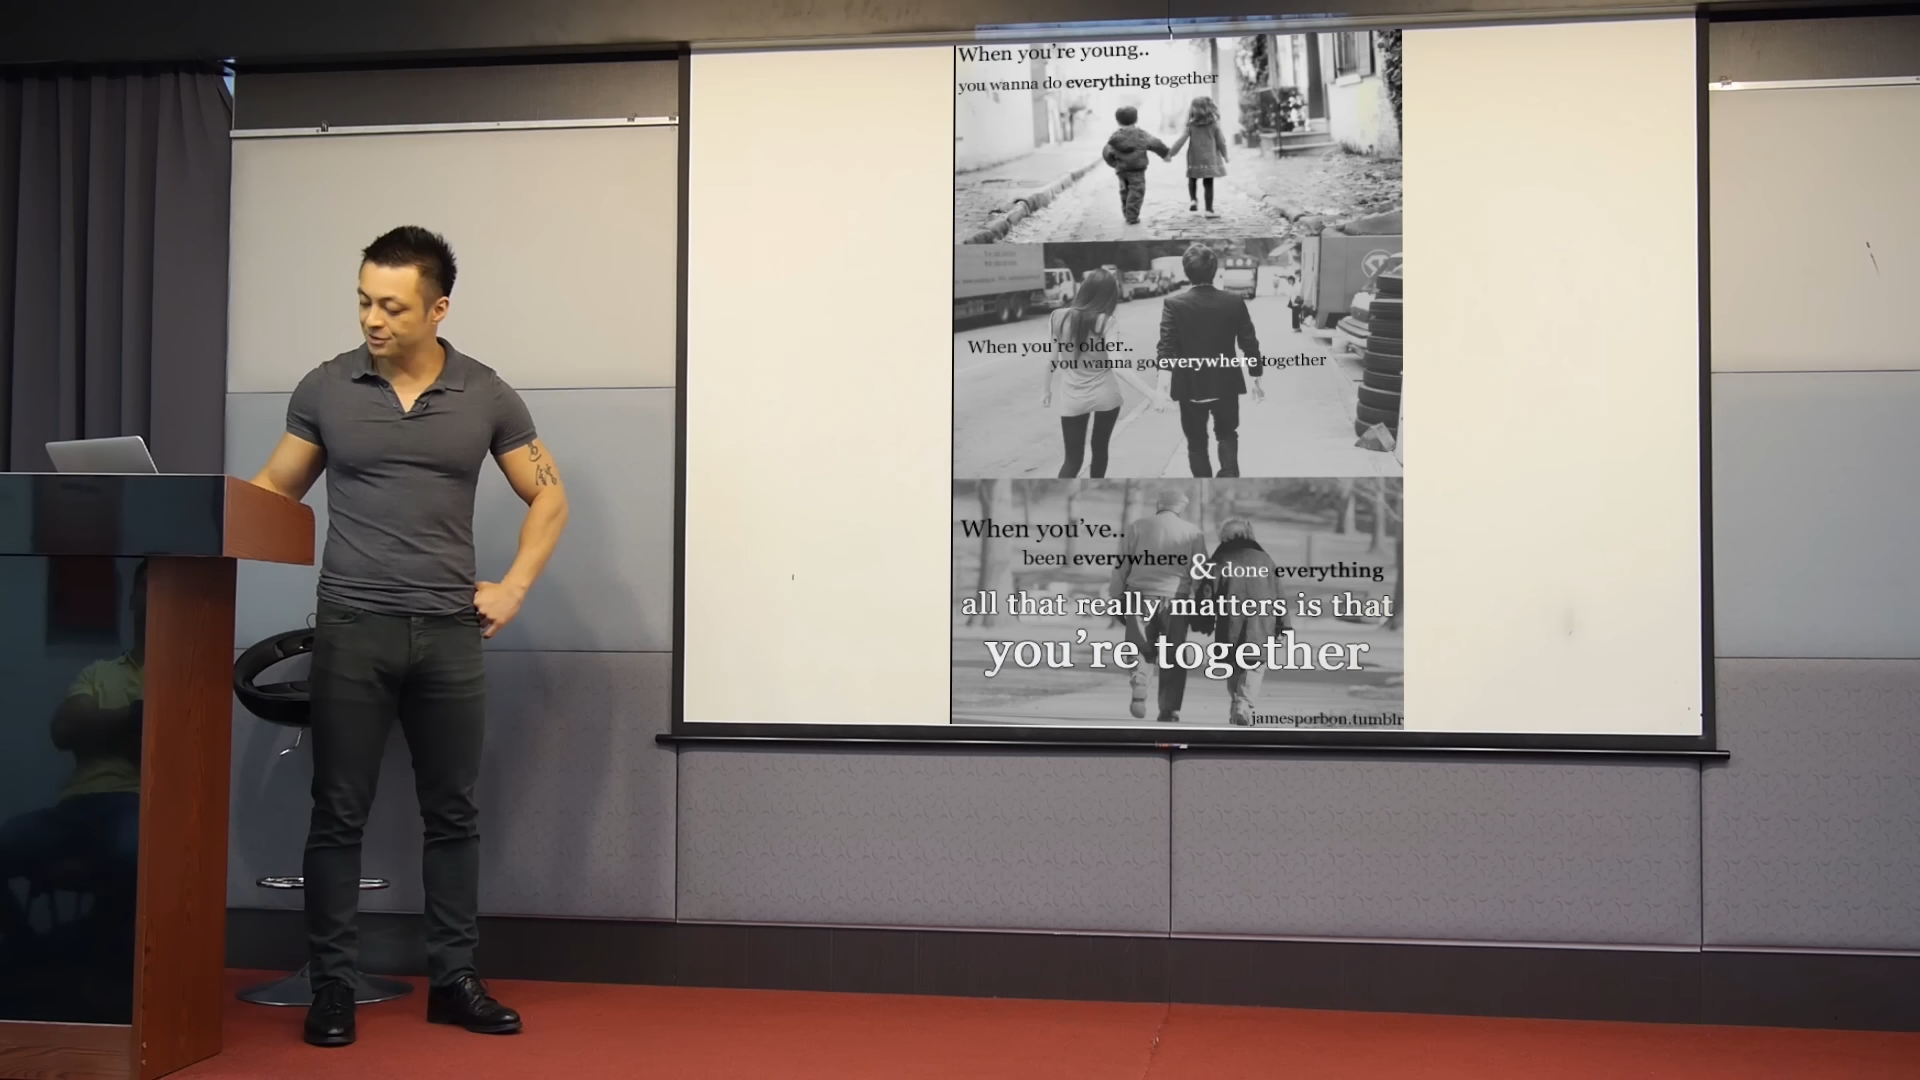 When you're young..
you wanna do everything together
When you're older..
you wanna go everywhere together
When you've..
been everywhere & done everything
all that really matters is that
you're together
jamesporbon.tumblr